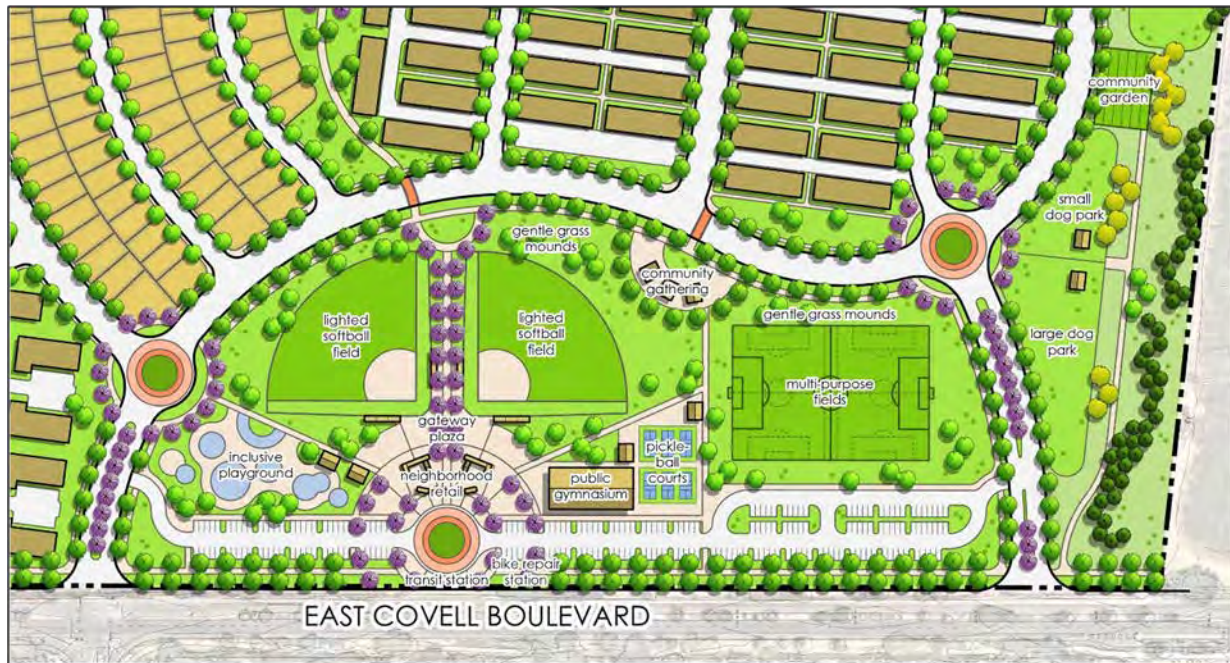 community
garden
small
dog park
gentle grass
mounds
community
gathering
lighted
softball
field
lighted
softball
field
gentle grass mounds
large dog
park
multi-purpose
fields
gateway
plaza
inclusive
playground
neighborhood
retail
public
gymnasium
pickle-
ball
courts
transit station
bike repair
station
EAST COVELL BOULEVARD